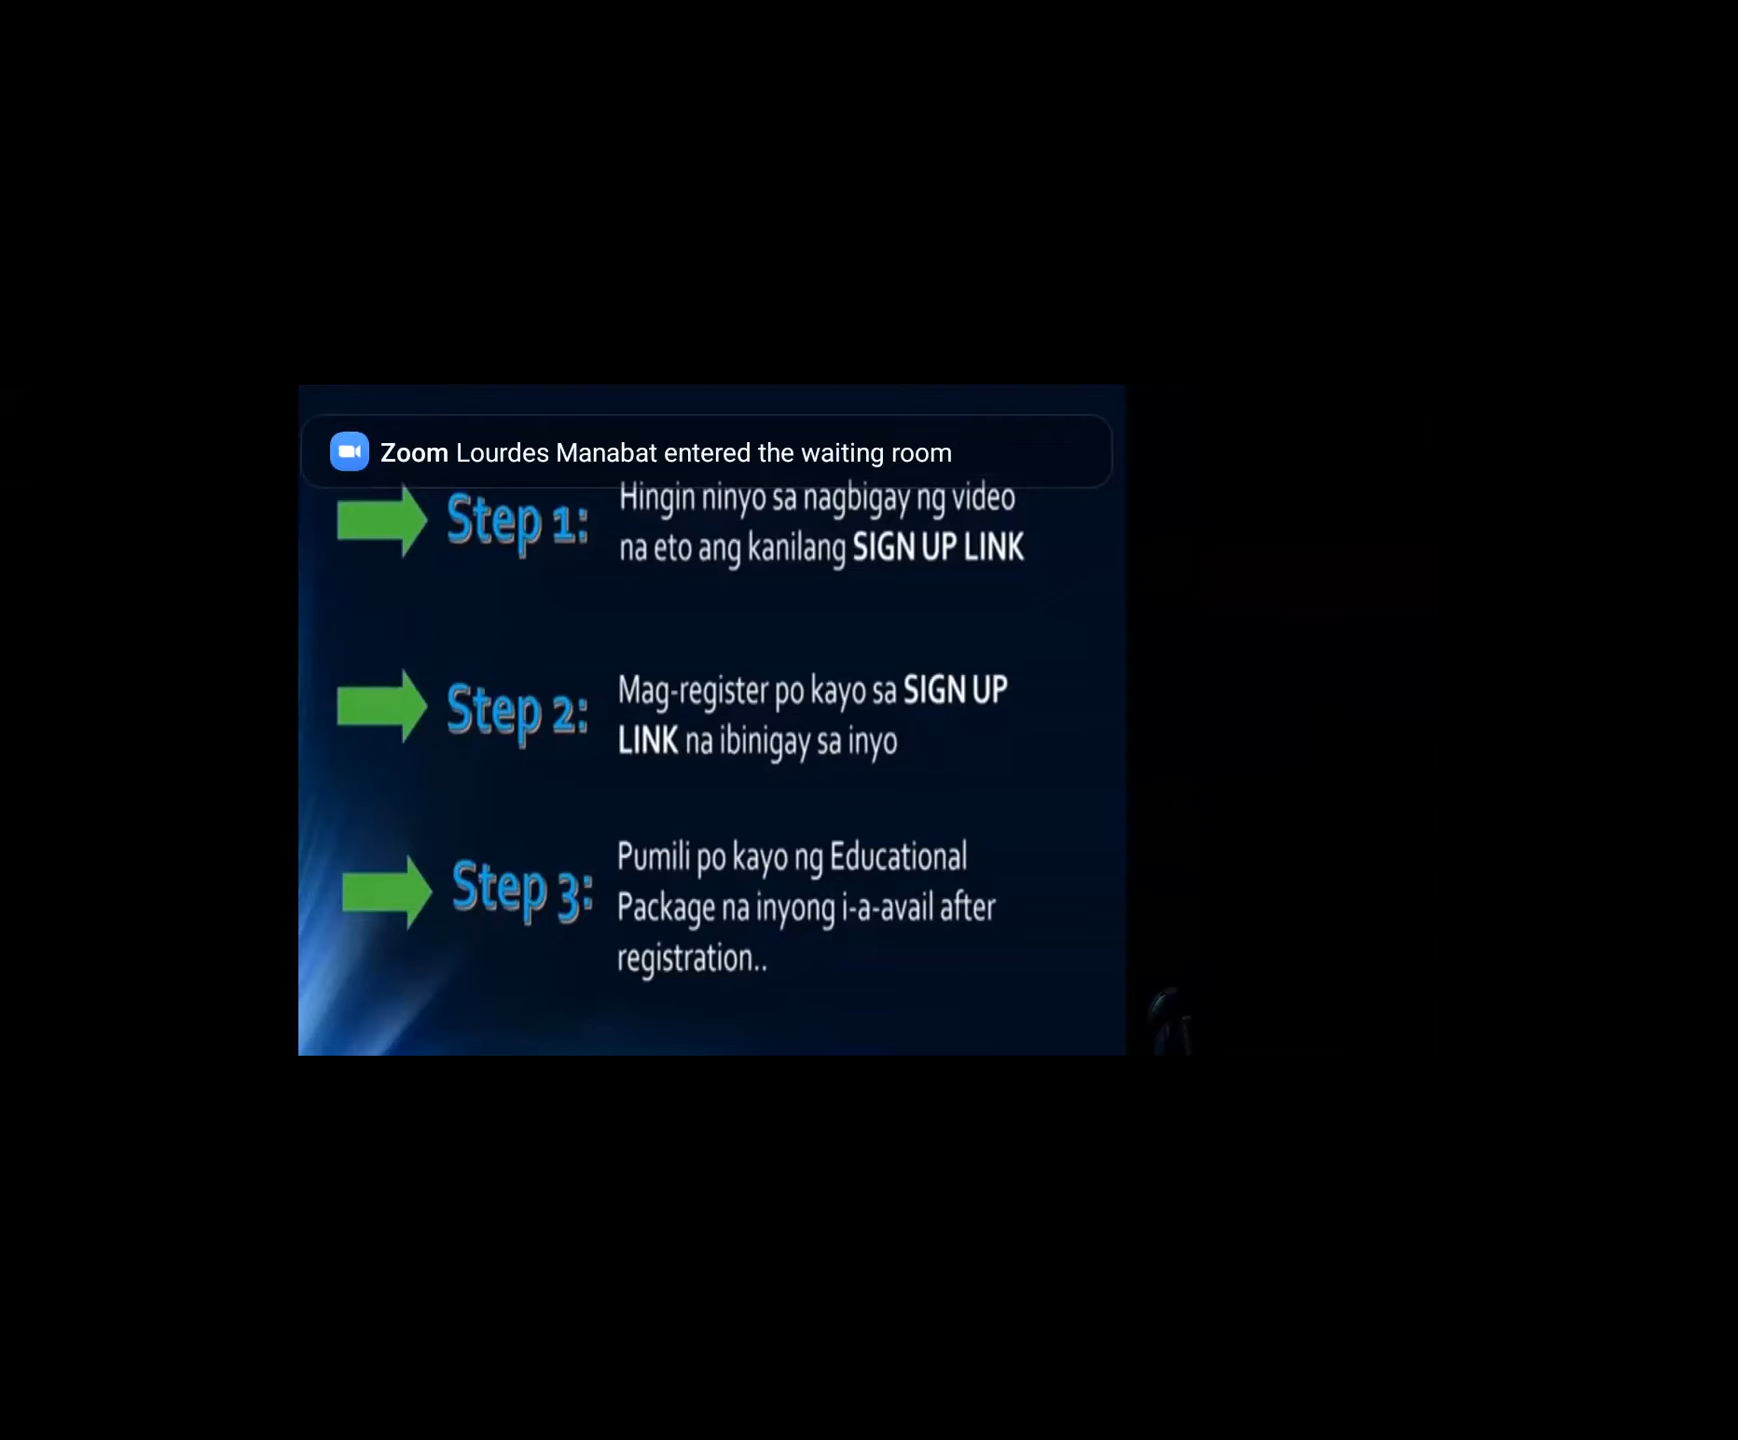 Zoom Lourdes Manabat entered the waiting room
Step 1:
Hingin ninyo sa nagbigay ng video
na eto ang kanilang SIGN UP LINK
Step 2:
Mag-register po kayo sa SIGN UP
LINK na ibinigay sa inyo
Step 3:
Pumili po kayo ng Educational
Package na inyong i-a-avail after
registration..